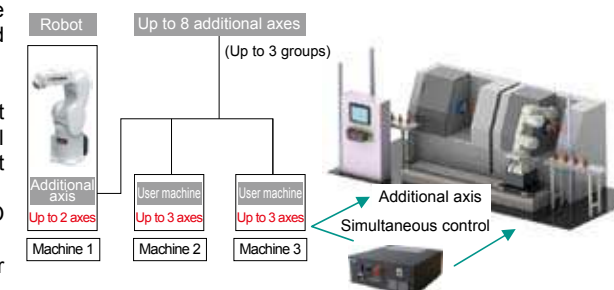 Robot
Up to 8 additional axes
(Up to 3 groups)
Additional
axis
Up to 2 axes
User machine
Up to 3 axes
User machine
Up to 3 axes
Machine 1
Machine 2
Machine 3
Additional axis
Simultaneous control